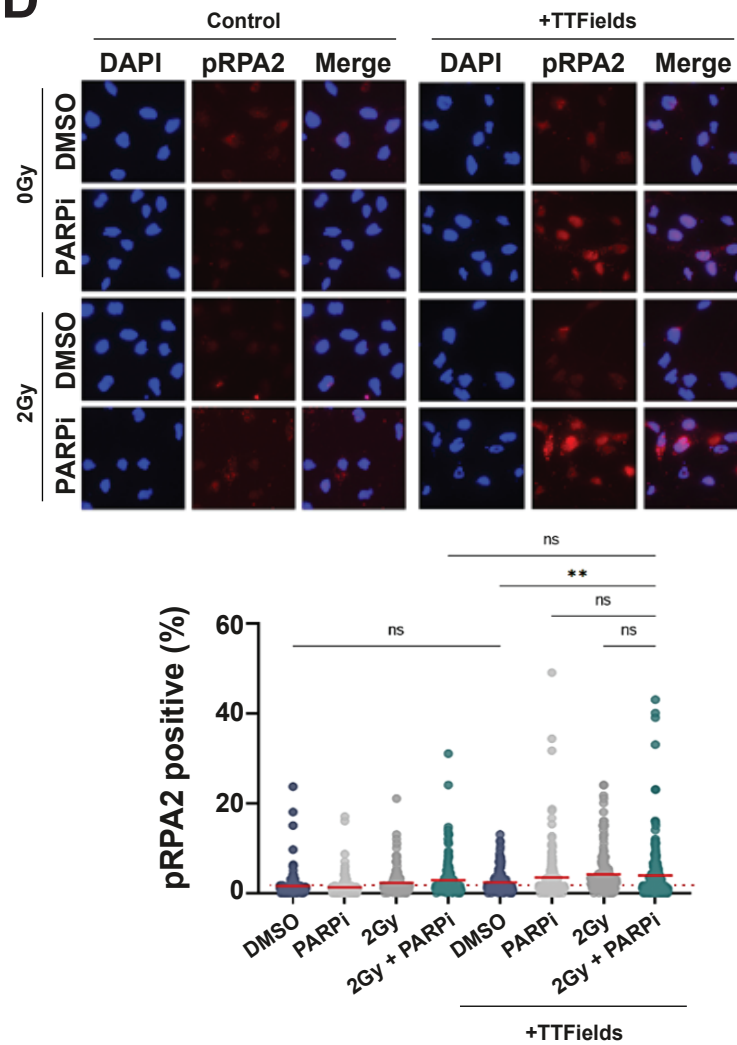 D
Control +TTFields
DAPI pRPA2 Merge DAPI pRPA2 Merge
0Gy
DMSO
PARPi
2Gy
DMSO
PARPi
ns
**
ns
ns
ns
pRPA2 positive (%)
60
40
20
0
DMSO PARPi 2Gy 2Gy + PARPi DMSO PARPi 2Gy 2Gy + PARPi
+TTFields